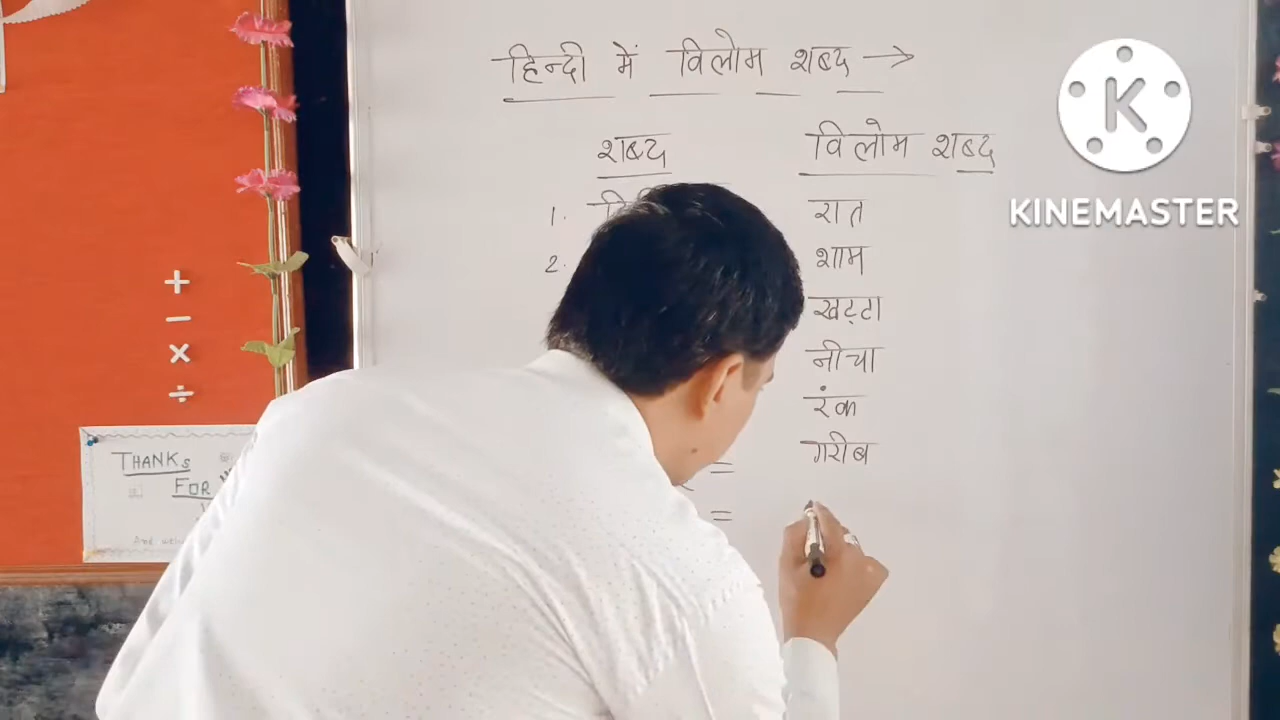 हिन्दी में विलोम शब्द →
शब्द विलोम शब्द
1. रात
2. शाम
खट्टा
नीचा
रंक
= गरीब
=
+
−
×
÷
THANKS
FOR
KINEMASTER